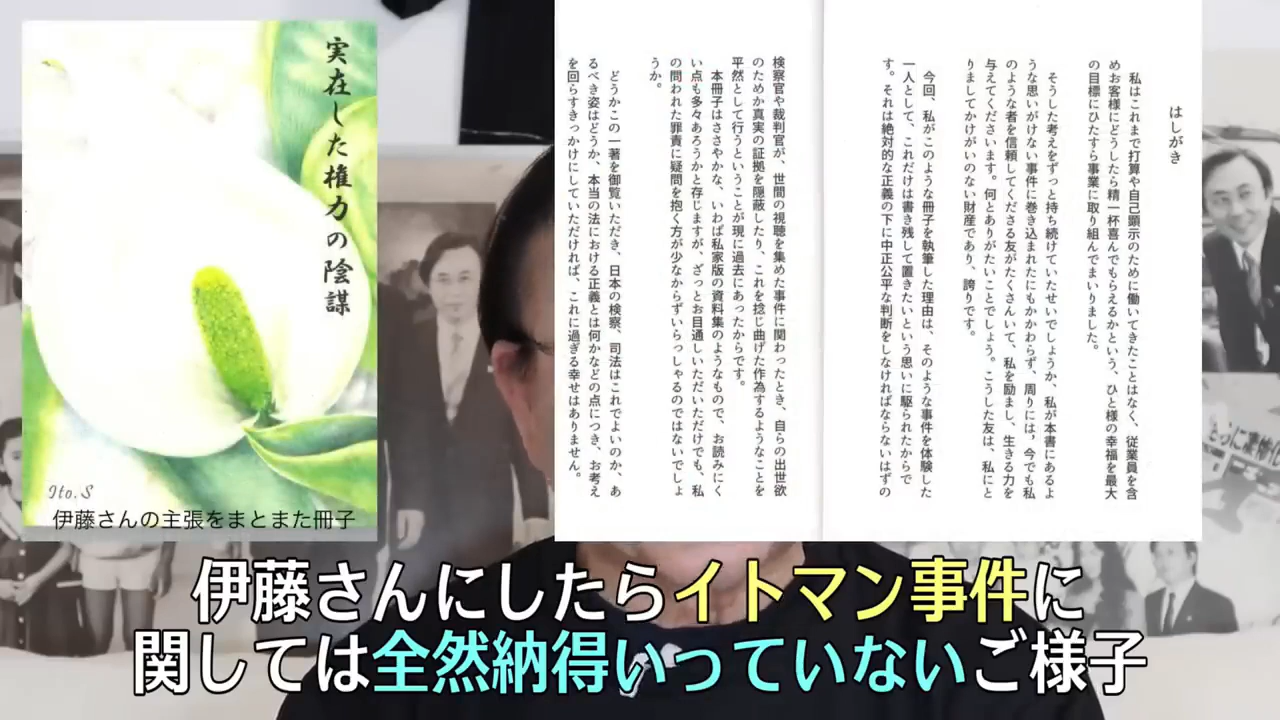 実在した権力の陰謀
Ito.S
伊藤さんの主張をまとまた冊子
はしがき
私はこれまで打算や自己顕示のために働いてきたことはなく、従業員を含
めお客様にどうしたら精一杯喜んでもらえるかという、ひと様の幸福を最大
の目標にひたすら事業に取り組んでまいりました。
そうした考えをずっと持ち続けていたせいでしょうか、私が本書にあるよ
うな思いがけない事件に巻き込まれたにもかかわらず、周りには、今でも私
のような者を信頼してくださる友がたくさんいて、私を励まし、生きる力を
与えてくださいます。何とありがたいことでしょう。こうした友は、私にと
りましてかけがいのない財産であり、誇りです。
今回、私がこのような冊子を執筆した理由は、そのような事件を体験した
一人として、これだけは書き残して置きたいという思いに駆られたからで
す。それは絶対的な正義の下に中正公平な判断をしなければならないはずの
検察官や裁判官が、世間の視聴を集めた事件に関わったとき、自らの出世欲
のためか真実の証拠を隠蔽したり、これを捻じ曲げた作為するようなことを
平然として行うということが現に過去にあったからです。
本冊子はささやかな、いわば私家版の資料集のようなもので、お読みにく
い点も多々あろうかと存じますが、ざっとお目通しいただいただけでも、私
の問われた罪責に疑問を抱く方が少なからずいらっしゃるのではないでしょ
うか。
どうかこの一著を御覧いただき、日本の検察、司法はこれでよいのか、あ
るべき姿はどうか、本当の法における正義とは何かなどの点につき、お考え
を回らすきっかけにしていただければ、これに過ぎる幸せはありません。
伊藤さんにしたらイトマン事件に
関しては全然納得いっていないご様子